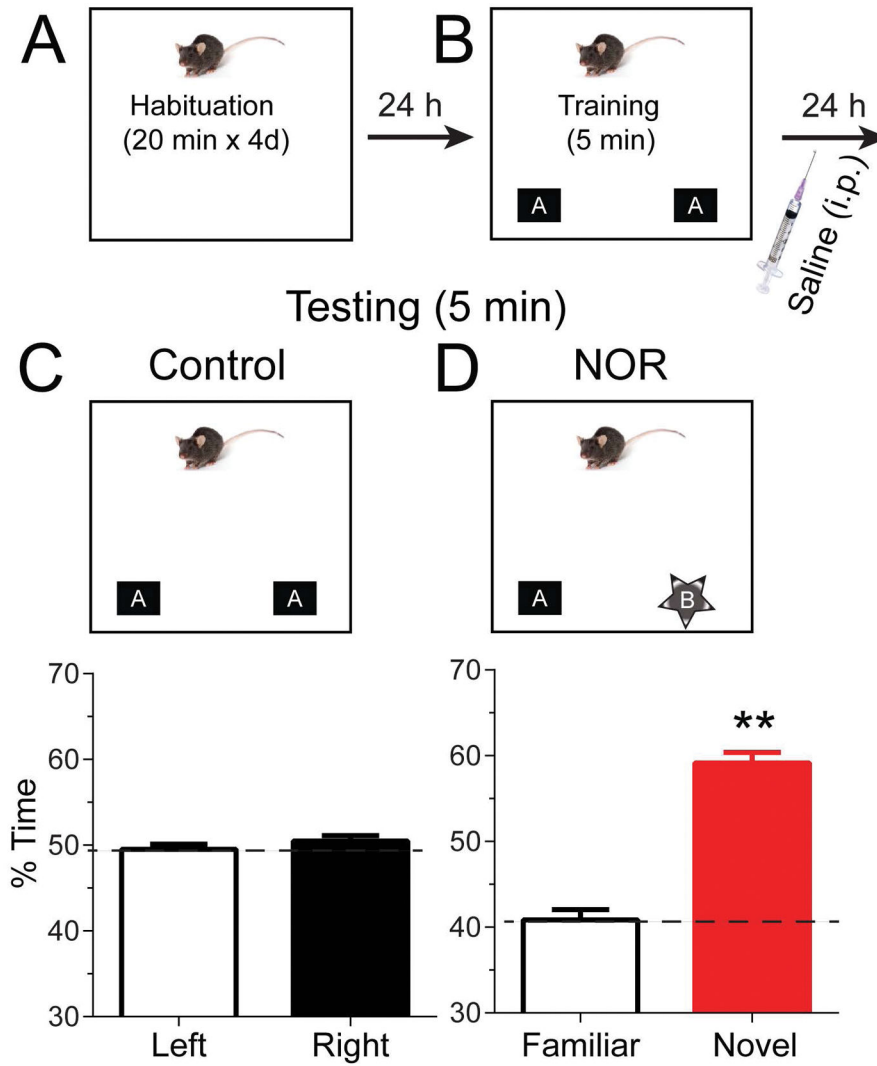 A
Habituation
(20 min x 4d)
24 h
B
Training
(5 min)
A
A
24 h
Saline (i.p.)
Testing (5 min)
C
Control
A
A
D
NOR
A
B
% Time
70
60
50
40
30
Left
Right
70
60
50
40
30
**
Familiar
Novel